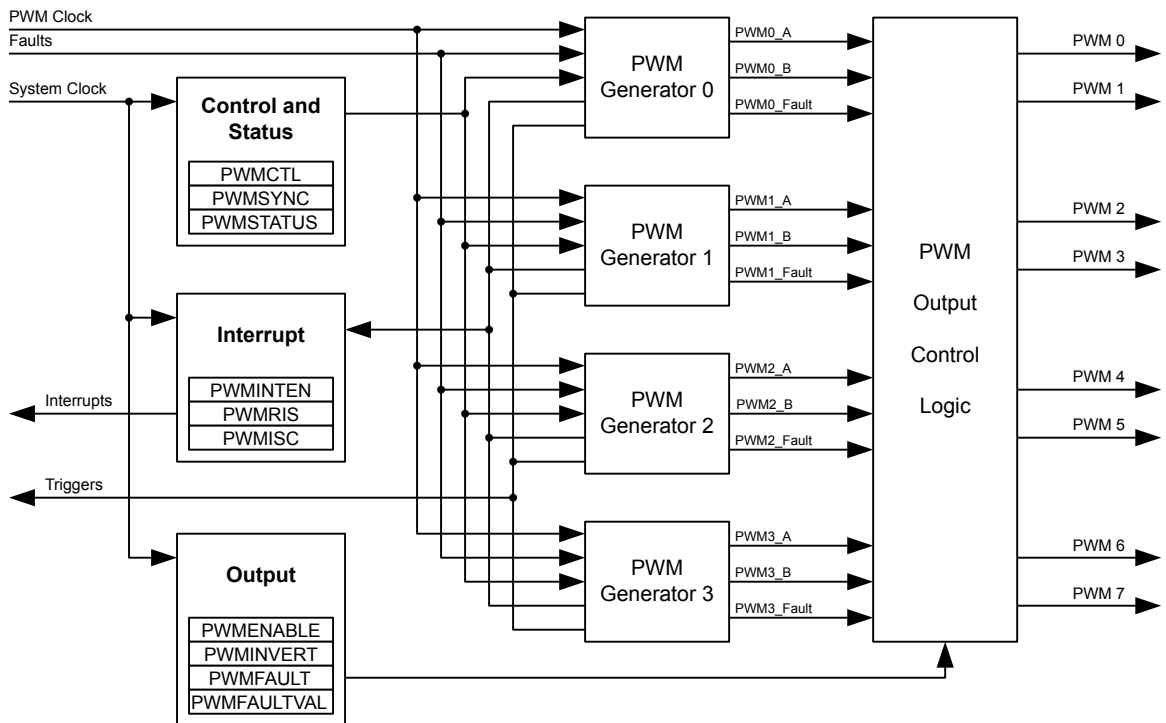 PWM Clock
Faults
System Clock
Control and
Status
PWMCTL
PWMSYNC
PWMSTATUS
Interrupt
PWMINTEN
PWMRIS
PWMISC
Interrupts
Triggers
Output
PWMENABLE
PWMINVERT
PWMFAULT
PWMFAULTVAL
PWM
Generator 0
PWM0_A
PWM0_B
PWM0_Fault
PWM
Generator 1
PWM1_A
PWM1_B
PWM1_Fault
PWM
Generator 2
PWM2_A
PWM2_B
PWM2_Fault
PWM
Generator 3
PWM3_A
PWM3_B
PWM3_Fault
PWM
Output
Control
Logic
PWM 0
PWM 1
PWM 2
PWM 3
PWM 4
PWM 5
PWM 6
PWM 7